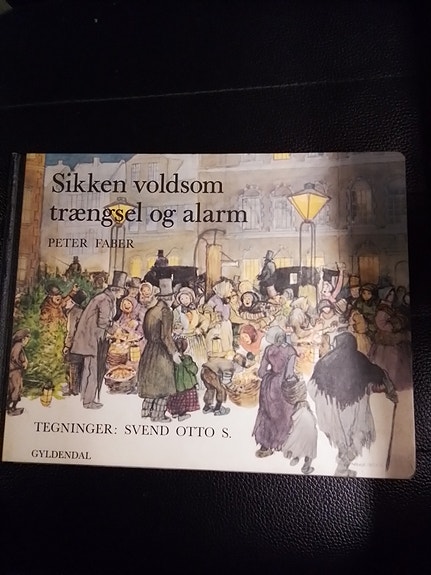 Sikken voldsom
trængsel og alarm
PETER FABER
TEGNINGER: SVEND OTTO S.
GYLDENDAL